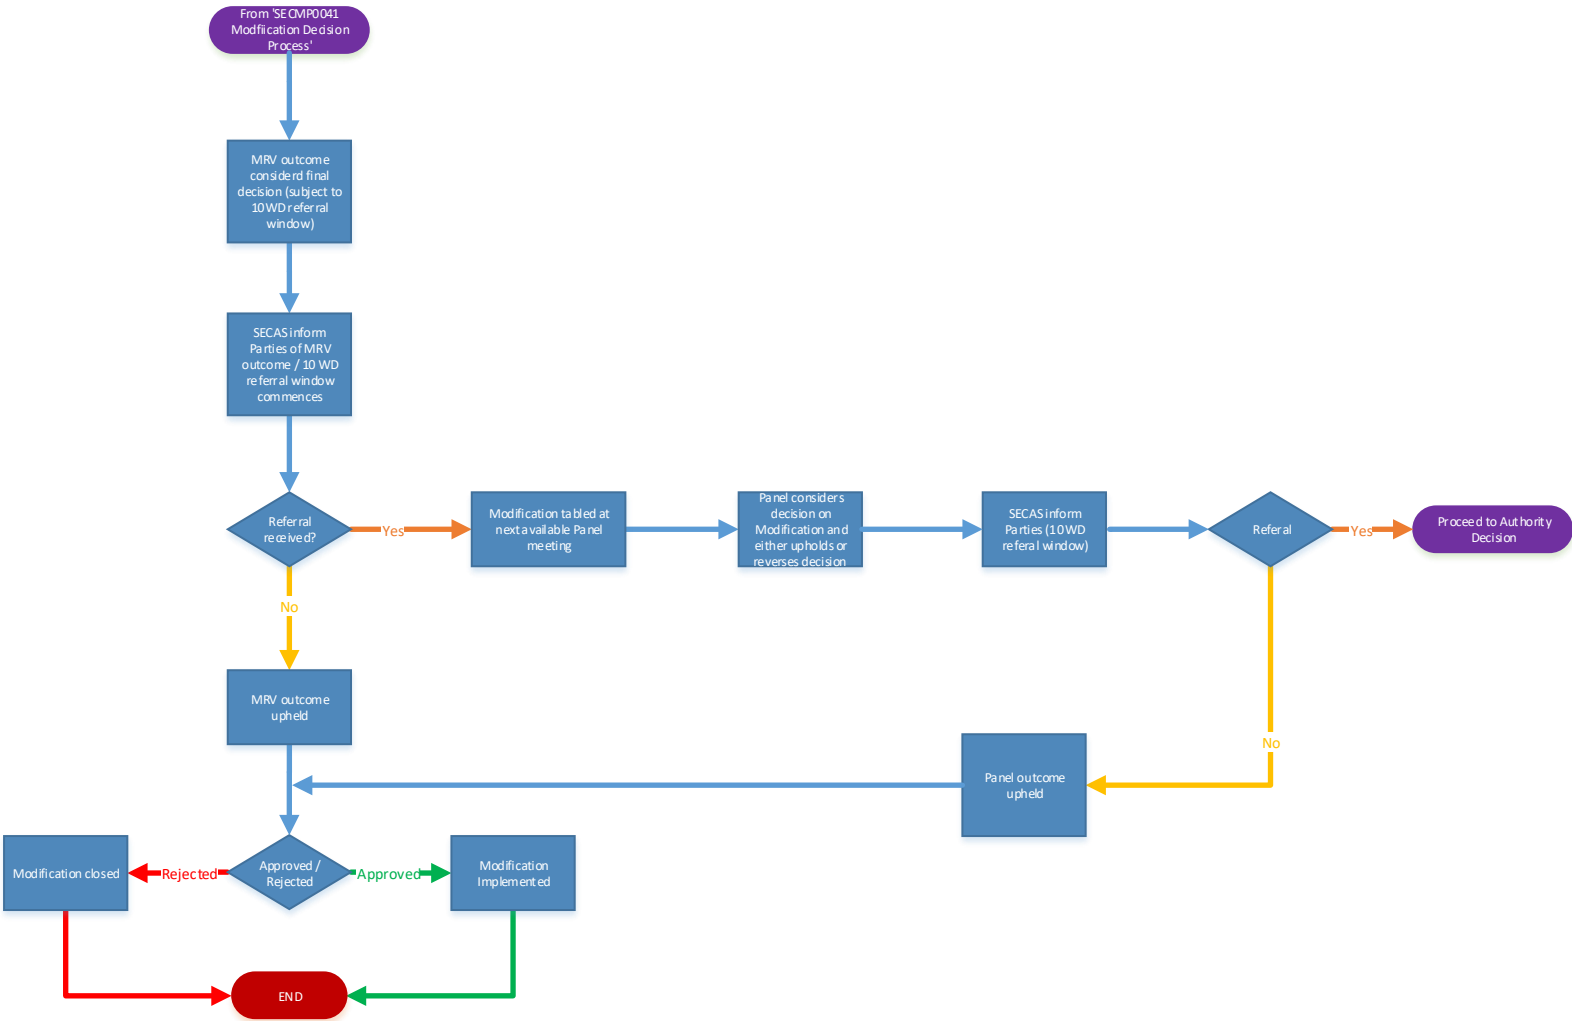 From 'SECMP0041
Modfiication Decision
Process'
MRV outcome
considerd final
decision (subject to
10WD referral
window)
SECAS inform
Parties of MRV
outcome / 10 WD
referral window
commences
Referral
received?
Yes
Modification tabled at
next available Panel
meeting
Panel considers
decision on
Modification and
either upholds or
reverses decision
SECAS inform
Parties (10WD
referal window)
Referal
Yes
Proceed to Authority
Decision
No
MRV outcome
upheld
No
Panel outcome
upheld
Modification closed
Rejected
Approved /
Rejected
Approved
Modification
Implemented
END